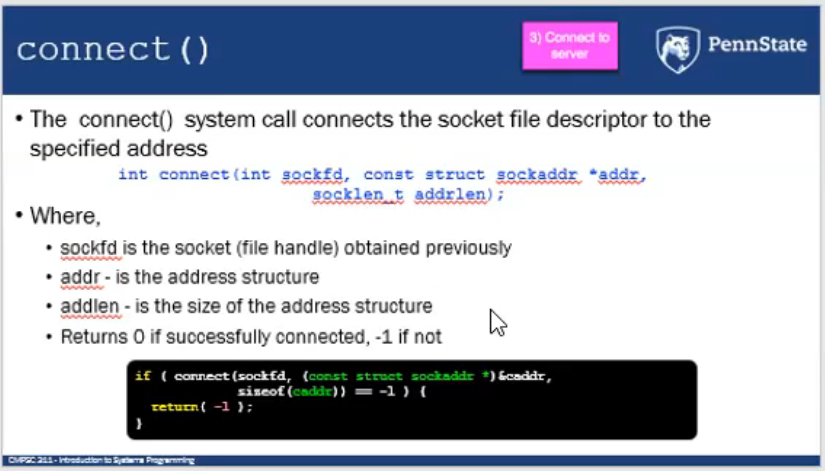 connect()
3) Connect to
server
PennState
• The connect() system call connects the socket file descriptor to the
specified address
int connect(int sockfd, const struct sockaddr *addr,
socklen_t addrlen);
• Where,
• sockfd is the socket (file handle) obtained previously
• addr - is the address structure
• addlen - is the size of the address structure
• Returns 0 if successfully connected, -1 if not
if ( connect(sockfd, (const struct sockaddr *)&caddr,
sizeof(caddr)) == -1 ) {
return( -1 );
}
CMPSC 311 - Introduction to Systems Programming